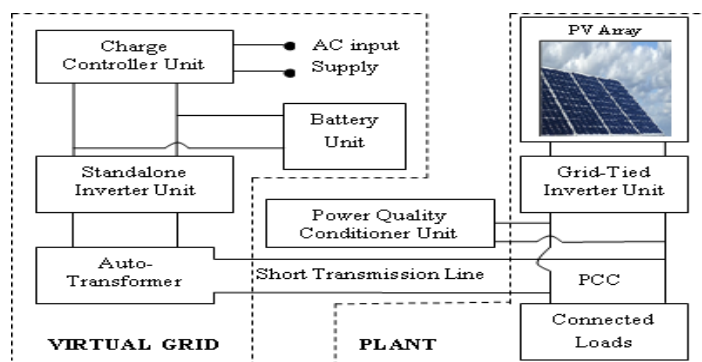 Charge
Controller Unit
AC input
Supply
PV Array
Battery
Unit
Standalone
Inverter Unit
Grid-Tied
Inverter Unit
Power Quality
Conditioner Unit
Auto-
Transformer
Short Transmission Line
PCC
Connected
Loads
VIRTUAL GRID
PLANT